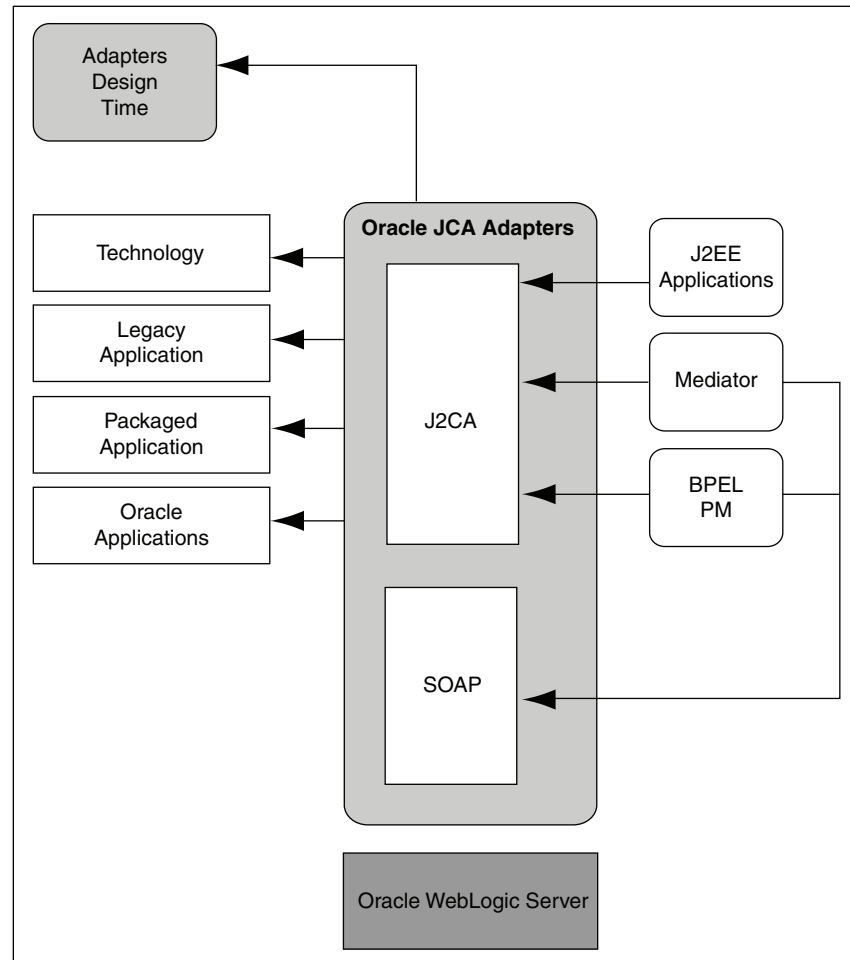 Adapters
Design
Time
Oracle JCA Adapters
Technology
Legacy
Application
Packaged
Application
Oracle
Applications
J2CA
SOAP
J2EE
Applications
Mediator
BPEL
PM
Oracle WebLogic Server